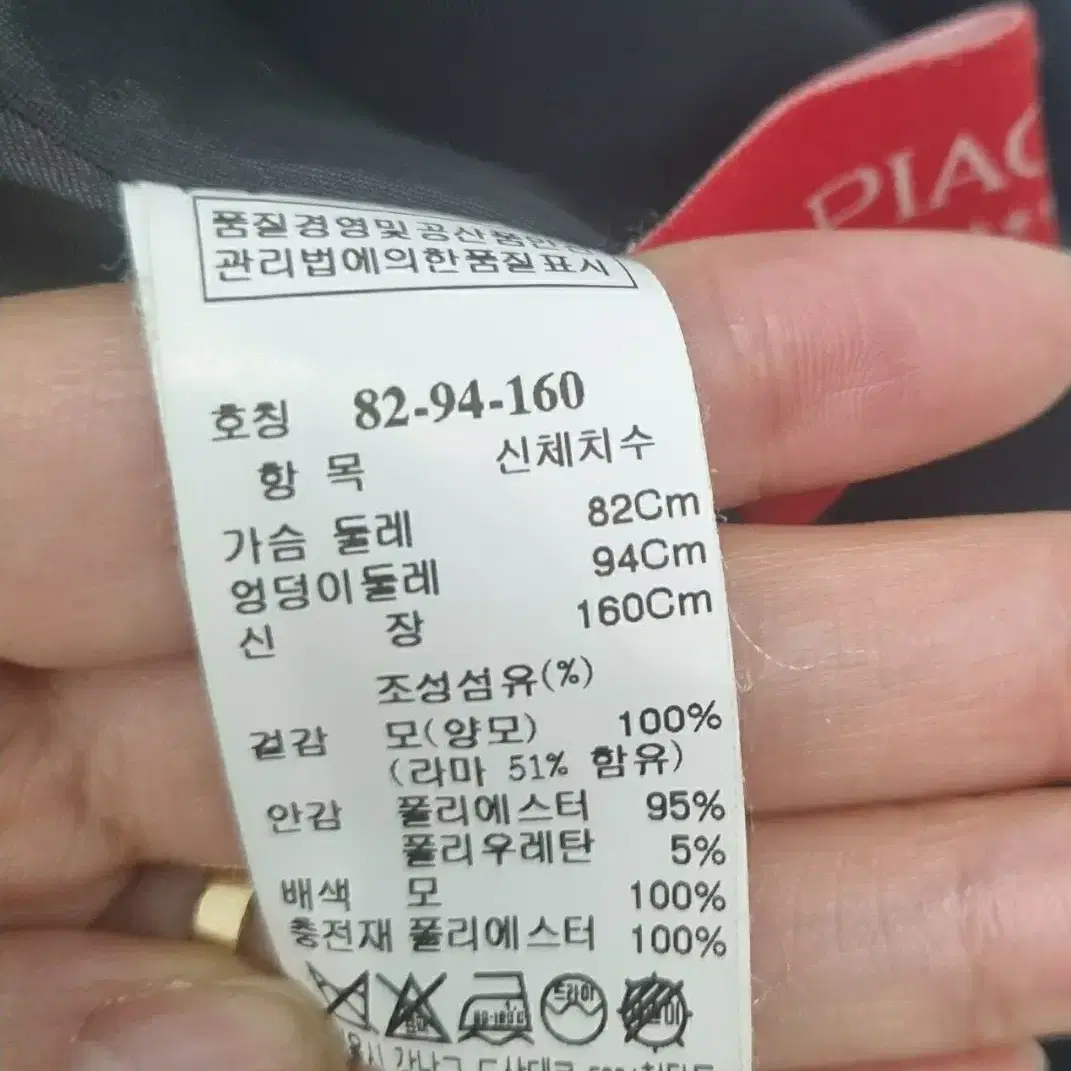 PIAC
품질경영및공산품안전
관리법에의한품질표시
호칭 82-94-160
항 목 신체치수
가슴 둘레 82Cm
엉덩이둘레 94Cm
신 장 160Cm
조성섬유(%)
겉감 모(양모) 100%
(라마 51% 함유)
안감 폴리에스터 95%
폴리우레탄 5%
배색 모 100%
충전재 폴리에스터 100%
드라이